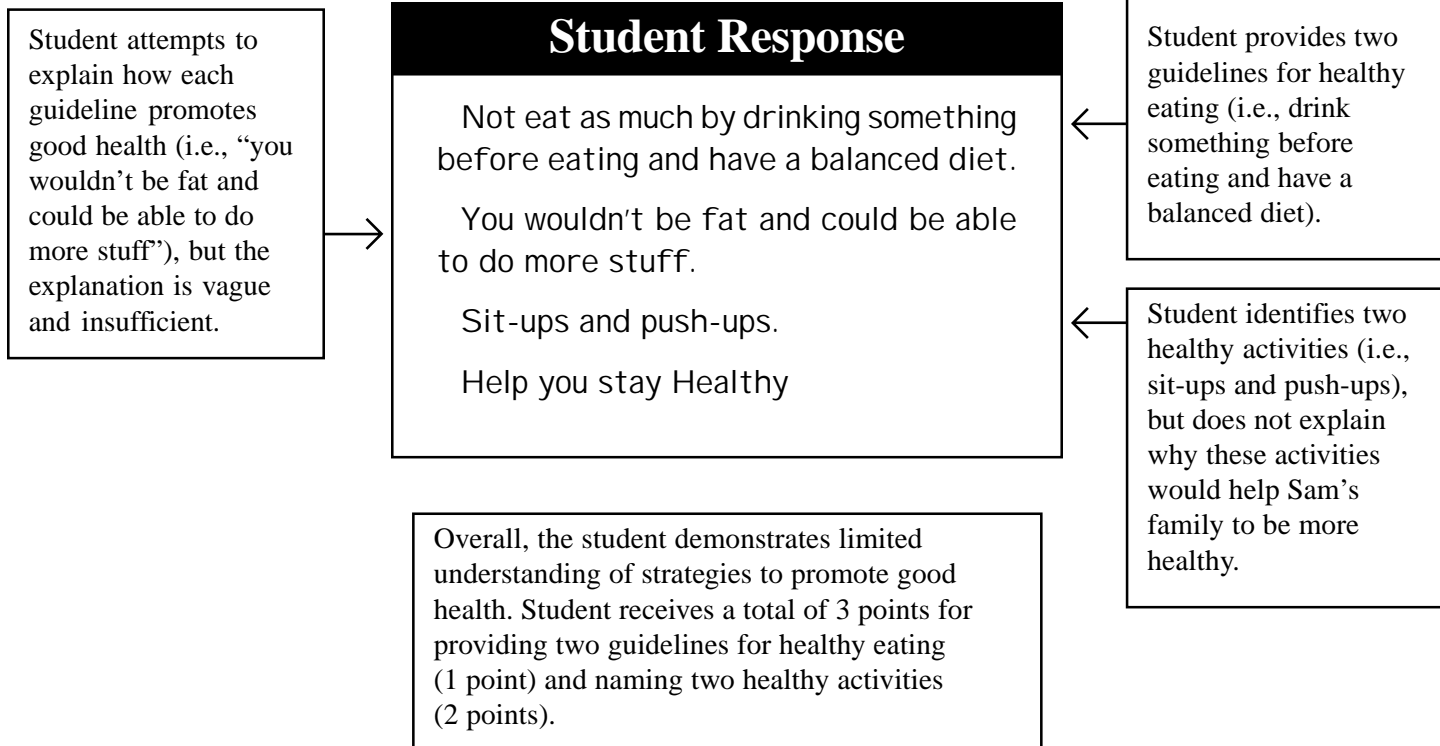 Student attempts to
explain how each
guideline promotes
good health (i.e., “you
wouldn’t be fat and
could be able to do
more stuff”), but the
explanation is vague
and insufficient.
Student Response
Not eat as much by drinking something
before eating and have a balanced diet.
You wouldn't be fat and could be able
to do more stuff.
Sit-ups and push-ups.
Help you stay Healthy
Student provides two
guidelines for healthy
eating (i.e., drink
something before
eating and have a
balanced diet).
Student identifies two
healthy activities (i.e.,
sit-ups and push-ups),
but does not explain
why these activities
would help Sam’s
family to be more
healthy.
Overall, the student demonstrates limited
understanding of strategies to promote good
health. Student receives a total of 3 points for
providing two guidelines for healthy eating
(1 point) and naming two healthy activities
(2 points).